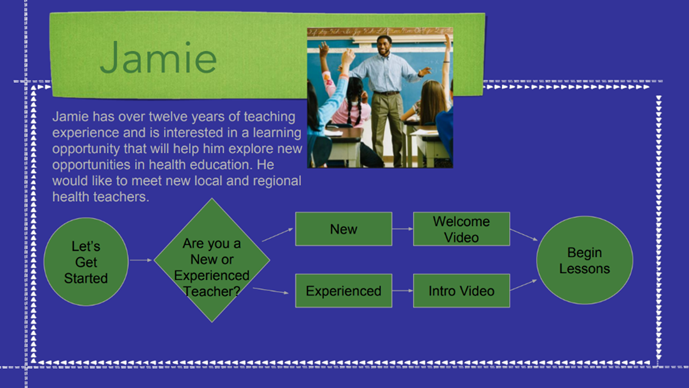 Jamie
Jamie has over twelve years of teaching
experience and is interested in a learning
opportunity that will help him explore new
opportunities in health education. He
would like to meet new local and regional
health teachers.
Let's
Get
Started
Are you a
New or
Experienced
Teacher?
New
Welcome
Video
Experienced
Intro Video
Begin
Lessons